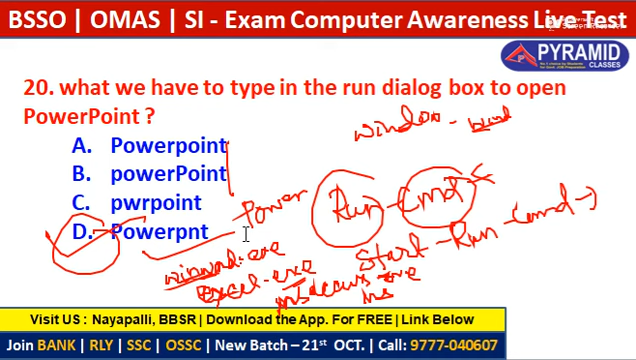 BSSO | OMAS | SI - Exam Computer Awareness Live Test
PYRAMID
CLASSES
20. what we have to type in the run dialog box to open
PowerPoint ?
window -
A. Powerpoint
B. powerPoint
C. pwrpoint
D. Powerpnt
Power
Run - Cmd
Start - Run - Cmd -
winword.exe
Excel.exe
Visit US : Nayapalli, BBSR | Download the App. For FREE | Link Below
Join BANK | RLY | SSC | OSSC | New Batch – 21st OCT. | Call: 9777-040607